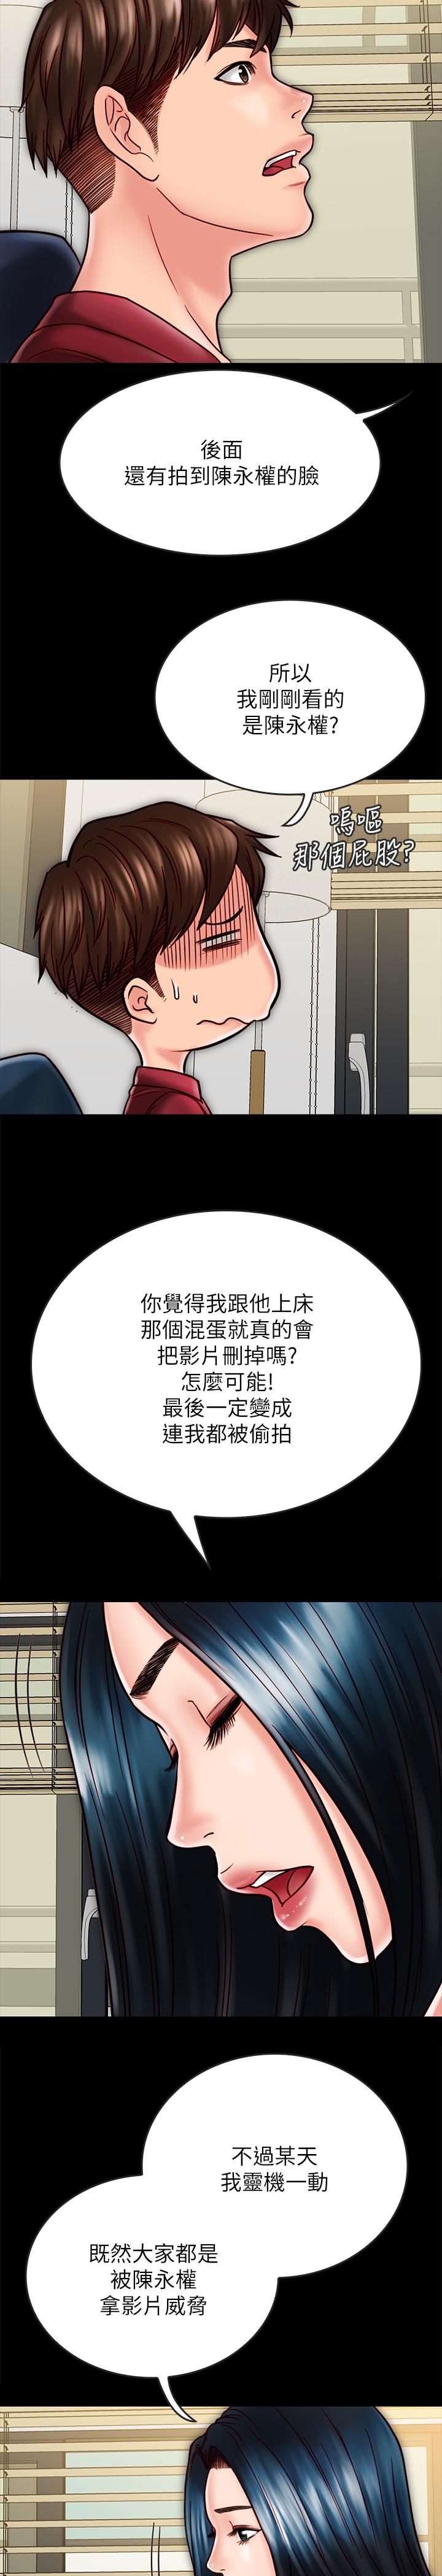 後面
還有拍到陳永權的臉
所以
我剛剛看的
是陳永權?
嗚嘔
那個屁股?
你覺得我跟他上床
那個混蛋就真的會
把影片刪掉嗎?
怎麼可能!
最後一定變成
連我都被偷拍
不過某天
我靈機一動
既然大家都是
被陳永權
拿影片威脅